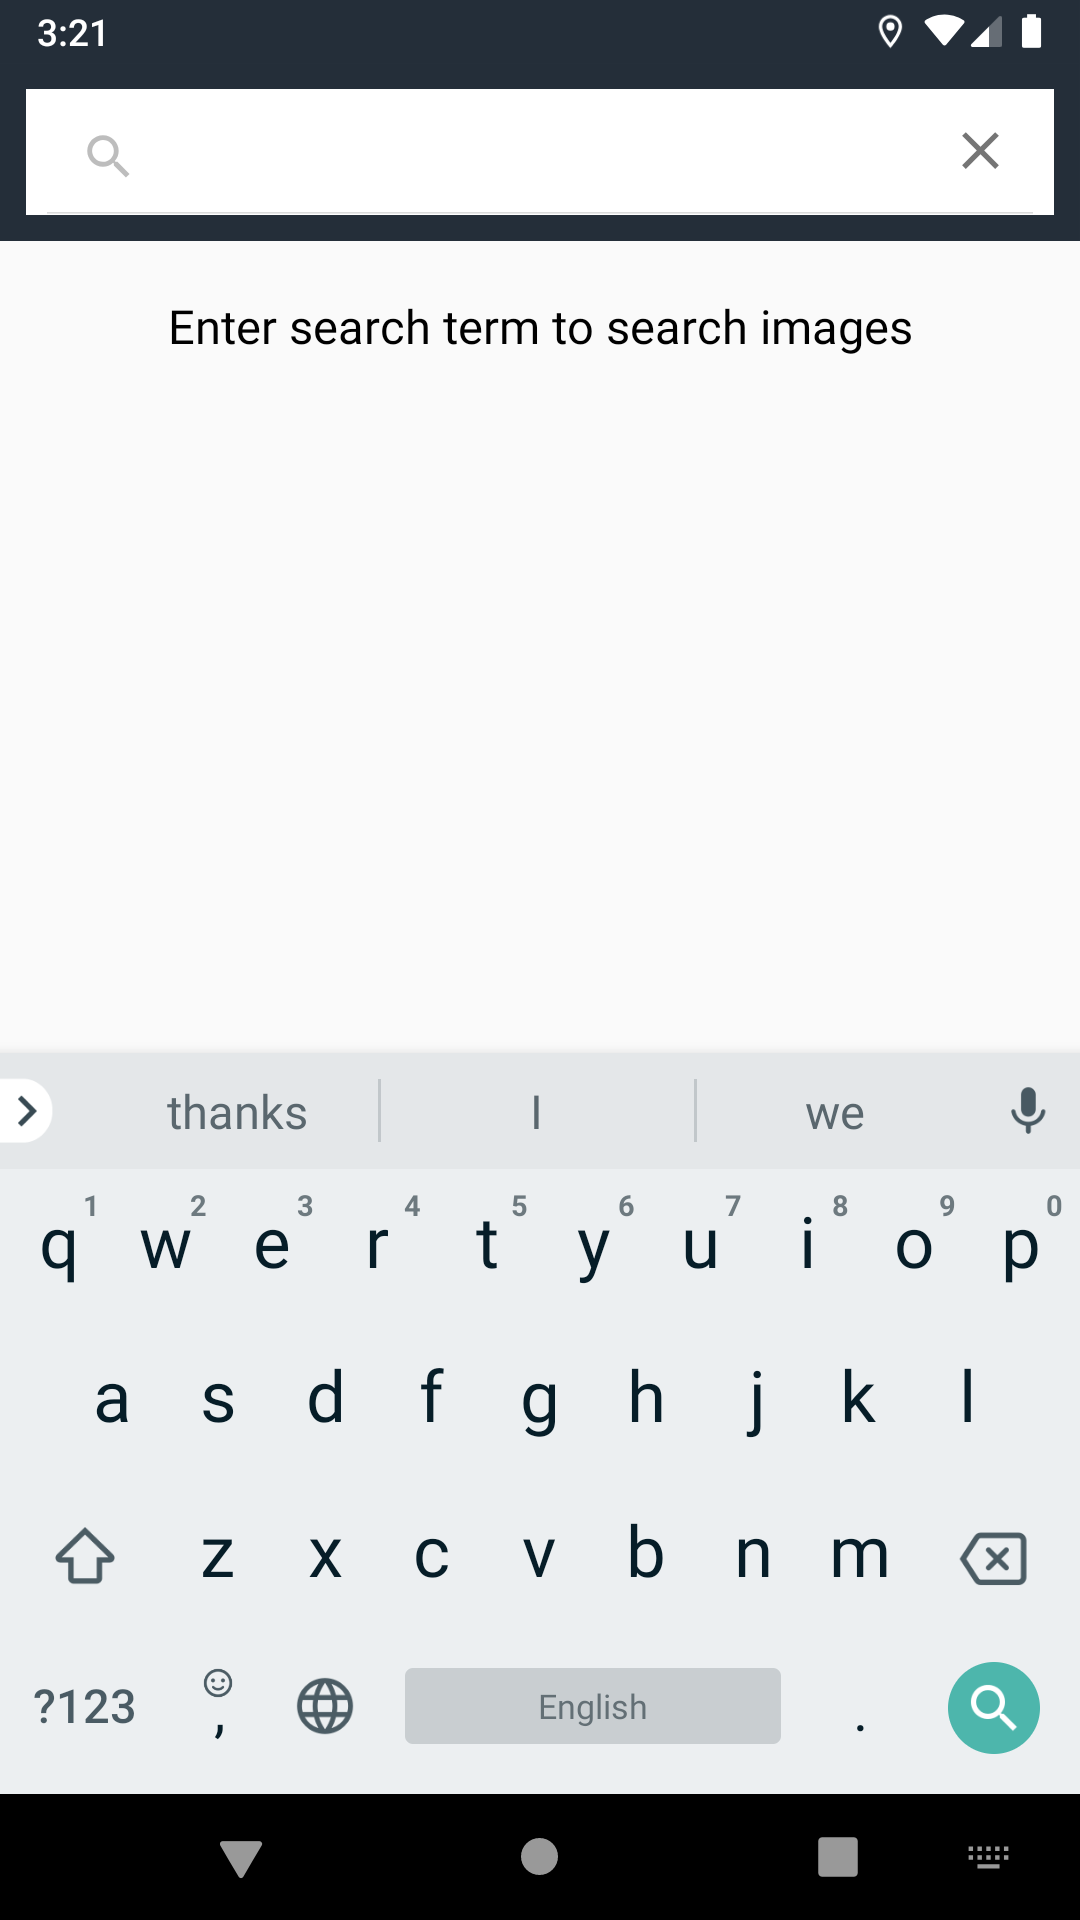 3:21
Enter search term to search images
thanks I we
1 2 3 4 5 6 7 8 9 0
q w e r t y u i o p
a s d f g h j k l
z x c v b n m
?123 , English .